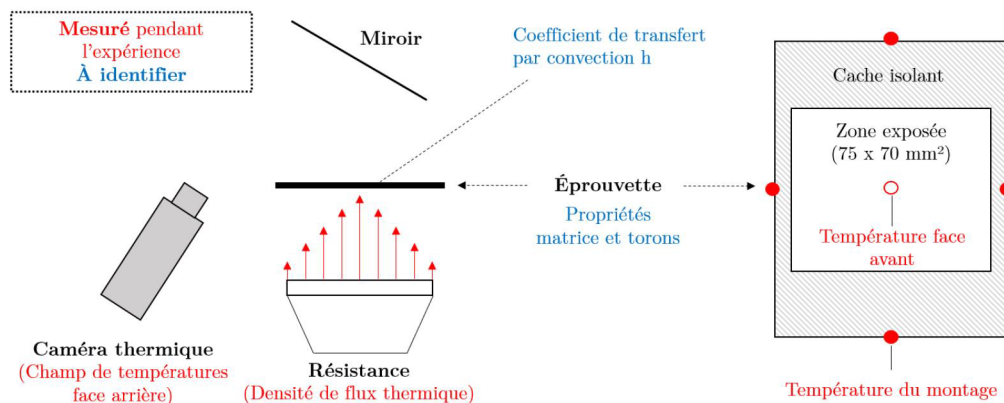 Mesuré pendant
l'expérience
À identifier
Miroir
Coefficient de transfert
par convection h
Cache isolant
Zone exposée
(75 x 70 mm²)
Température face
avant
Éprouvette
Propriétés
matrice et torons
Caméra thermique
(Champ de températures
face arrière)
Résistance
(Densité de flux thermique)
Température du montage